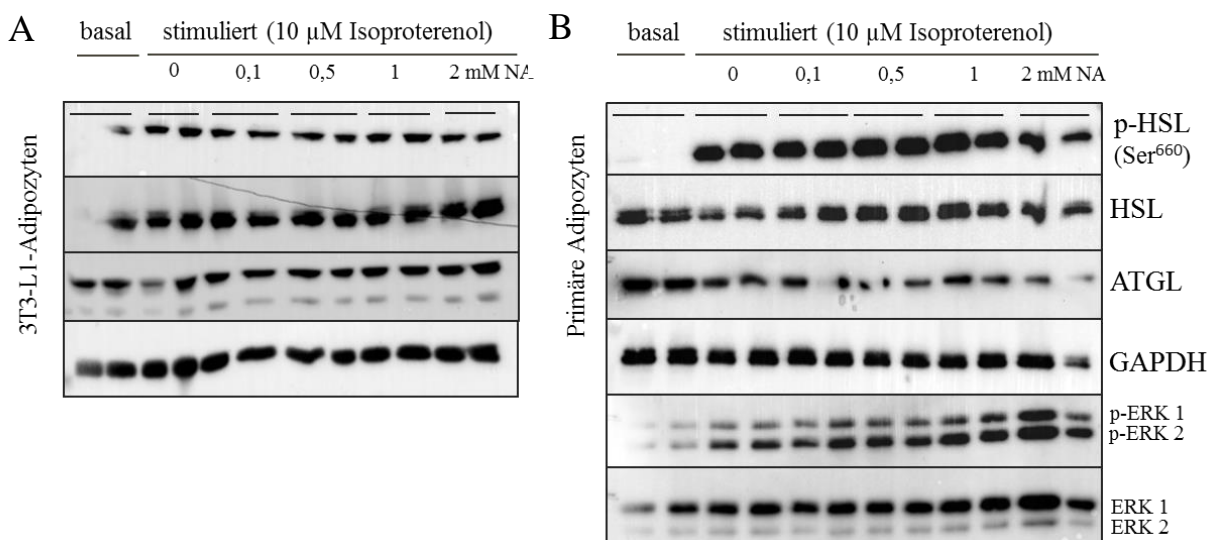 A
basal
stimuliert (10 µM Isoproterenol)
0
0,1
0,5
1
2 mM NA
3T3-L1-Adipozyten
B
basal
stimuliert (10 µM Isoproterenol)
0
0,1
0,5
1
2 mM NA
Primäre Adipozyten
p-HSL
(Ser660)
HSL
ATGL
GAPDH
p-ERK 1
p-ERK 2
ERK 1
ERK 2